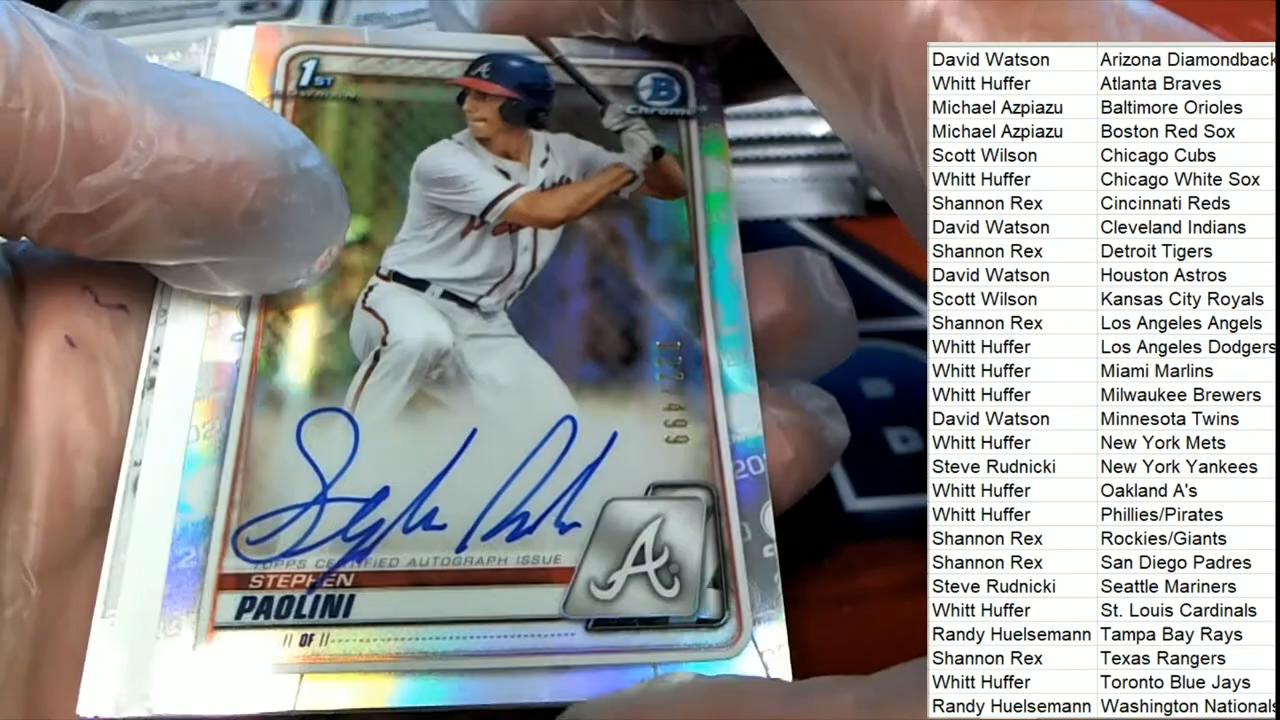 1ST
BOWMAN
B
Chrome
122/499
Stephen Paolini
TOPPS CERTIFIED AUTOGRAPH ISSUE
STEPHEN
PAOLINI
OF
A
David Watson Arizona Diamondback
Whitt Huffer Atlanta Braves
Michael Azpiazu Baltimore Orioles
Michael Azpiazu Boston Red Sox
Scott Wilson Chicago Cubs
Whitt Huffer Chicago White Sox
Shannon Rex Cincinnati Reds
David Watson Cleveland Indians
Shannon Rex Detroit Tigers
David Watson Houston Astros
Scott Wilson Kansas City Royals
Shannon Rex Los Angeles Angels
Whitt Huffer Los Angeles Dodgers
Whitt Huffer Miami Marlins
Whitt Huffer Milwaukee Brewers
David Watson Minnesota Twins
Whitt Huffer New York Mets
Steve Rudnicki New York Yankees
Whitt Huffer Oakland A's
Whitt Huffer Phillies/Pirates
Shannon Rex Rockies/Giants
Shannon Rex San Diego Padres
Steve Rudnicki Seattle Mariners
Whitt Huffer St. Louis Cardinals
Randy Huelsemann Tampa Bay Rays
Shannon Rex Texas Rangers
Whitt Huffer Toronto Blue Jays
Randy Huelsemann Washington Nationals